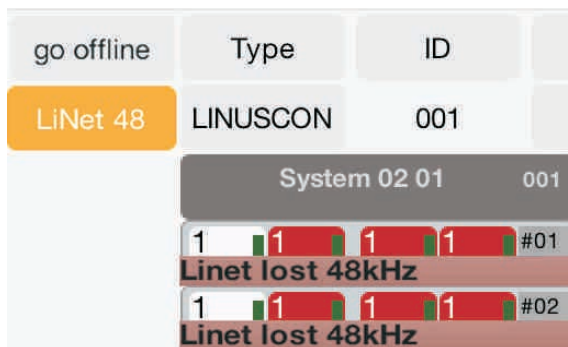 go offline Type ID
LiNet 48 LINUSCON 001
System 02 01 001
1 1 1 1 #01
Linet lost 48kHz
1 1 1 1 #02
Linet lost 48kHz